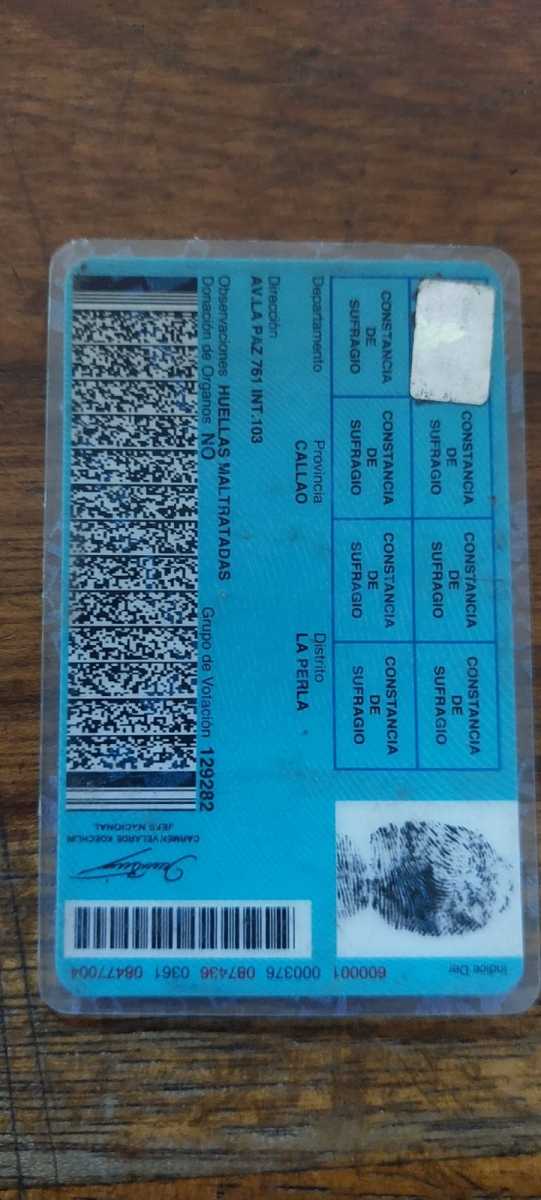 CONSTANCIA DE SUFRAGIO
CONSTANCIA DE SUFRAGIO
CONSTANCIA DE SUFRAGIO
CONSTANCIA DE SUFRAGIO
CONSTANCIA DE SUFRAGIO
CONSTANCIA DE SUFRAGIO
CONSTANCIA DE SUFRAGIO
Departamento Provincia Distrito
CALLAO LA PERLA
Dirección
AV.LA PAZ 761 INT.103
Observaciones HUELLAS MALTRATADAS
Donación de Organos NO Grupo de Votación 129282
CARMEN VELARDE KOECHLIN
JEFE NACIONAL
Indice Der
600001 000376 087436 0361 08477004